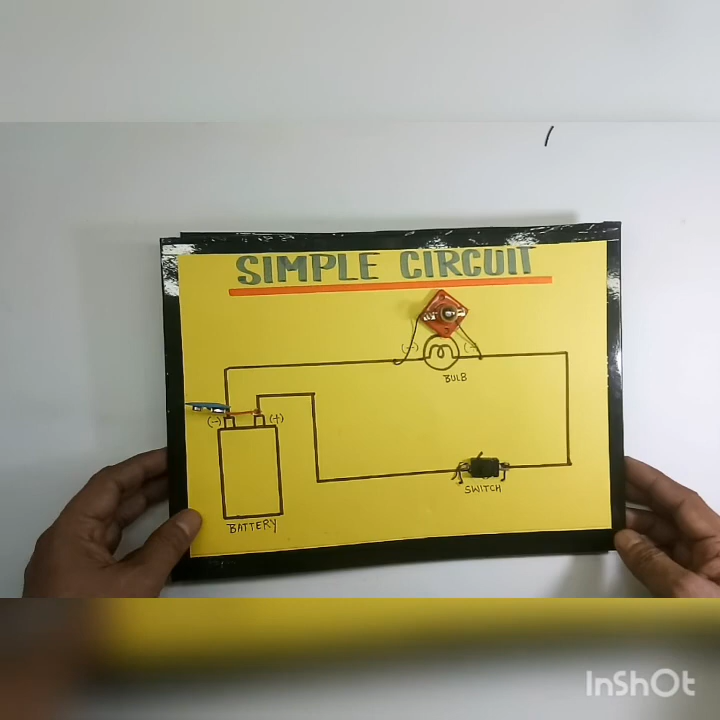 SIMPLE CIRCUIT
(-) (+)
BULB
(-) (+)
SWITCH
BATTERY
InShOt